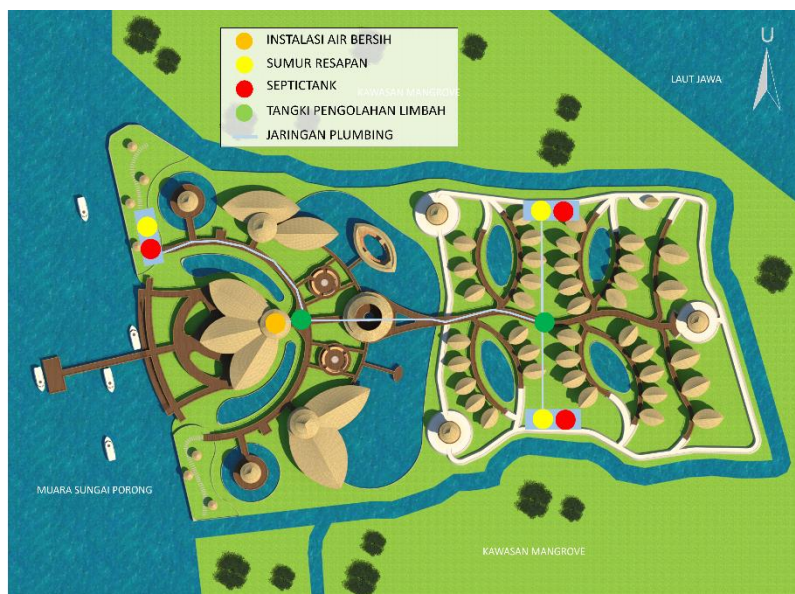 INSTALASI AIR BERSIH
SUMUR RESAPAN
SEPTICTANK
KAWASAN MANGROVE
TANGKI PENGOLAHAN LIMBAH
JARINGAN PLUMBING
U
LAUT JAWA
MUARA SUNGAI PORONG
KAWASAN MANGROVE